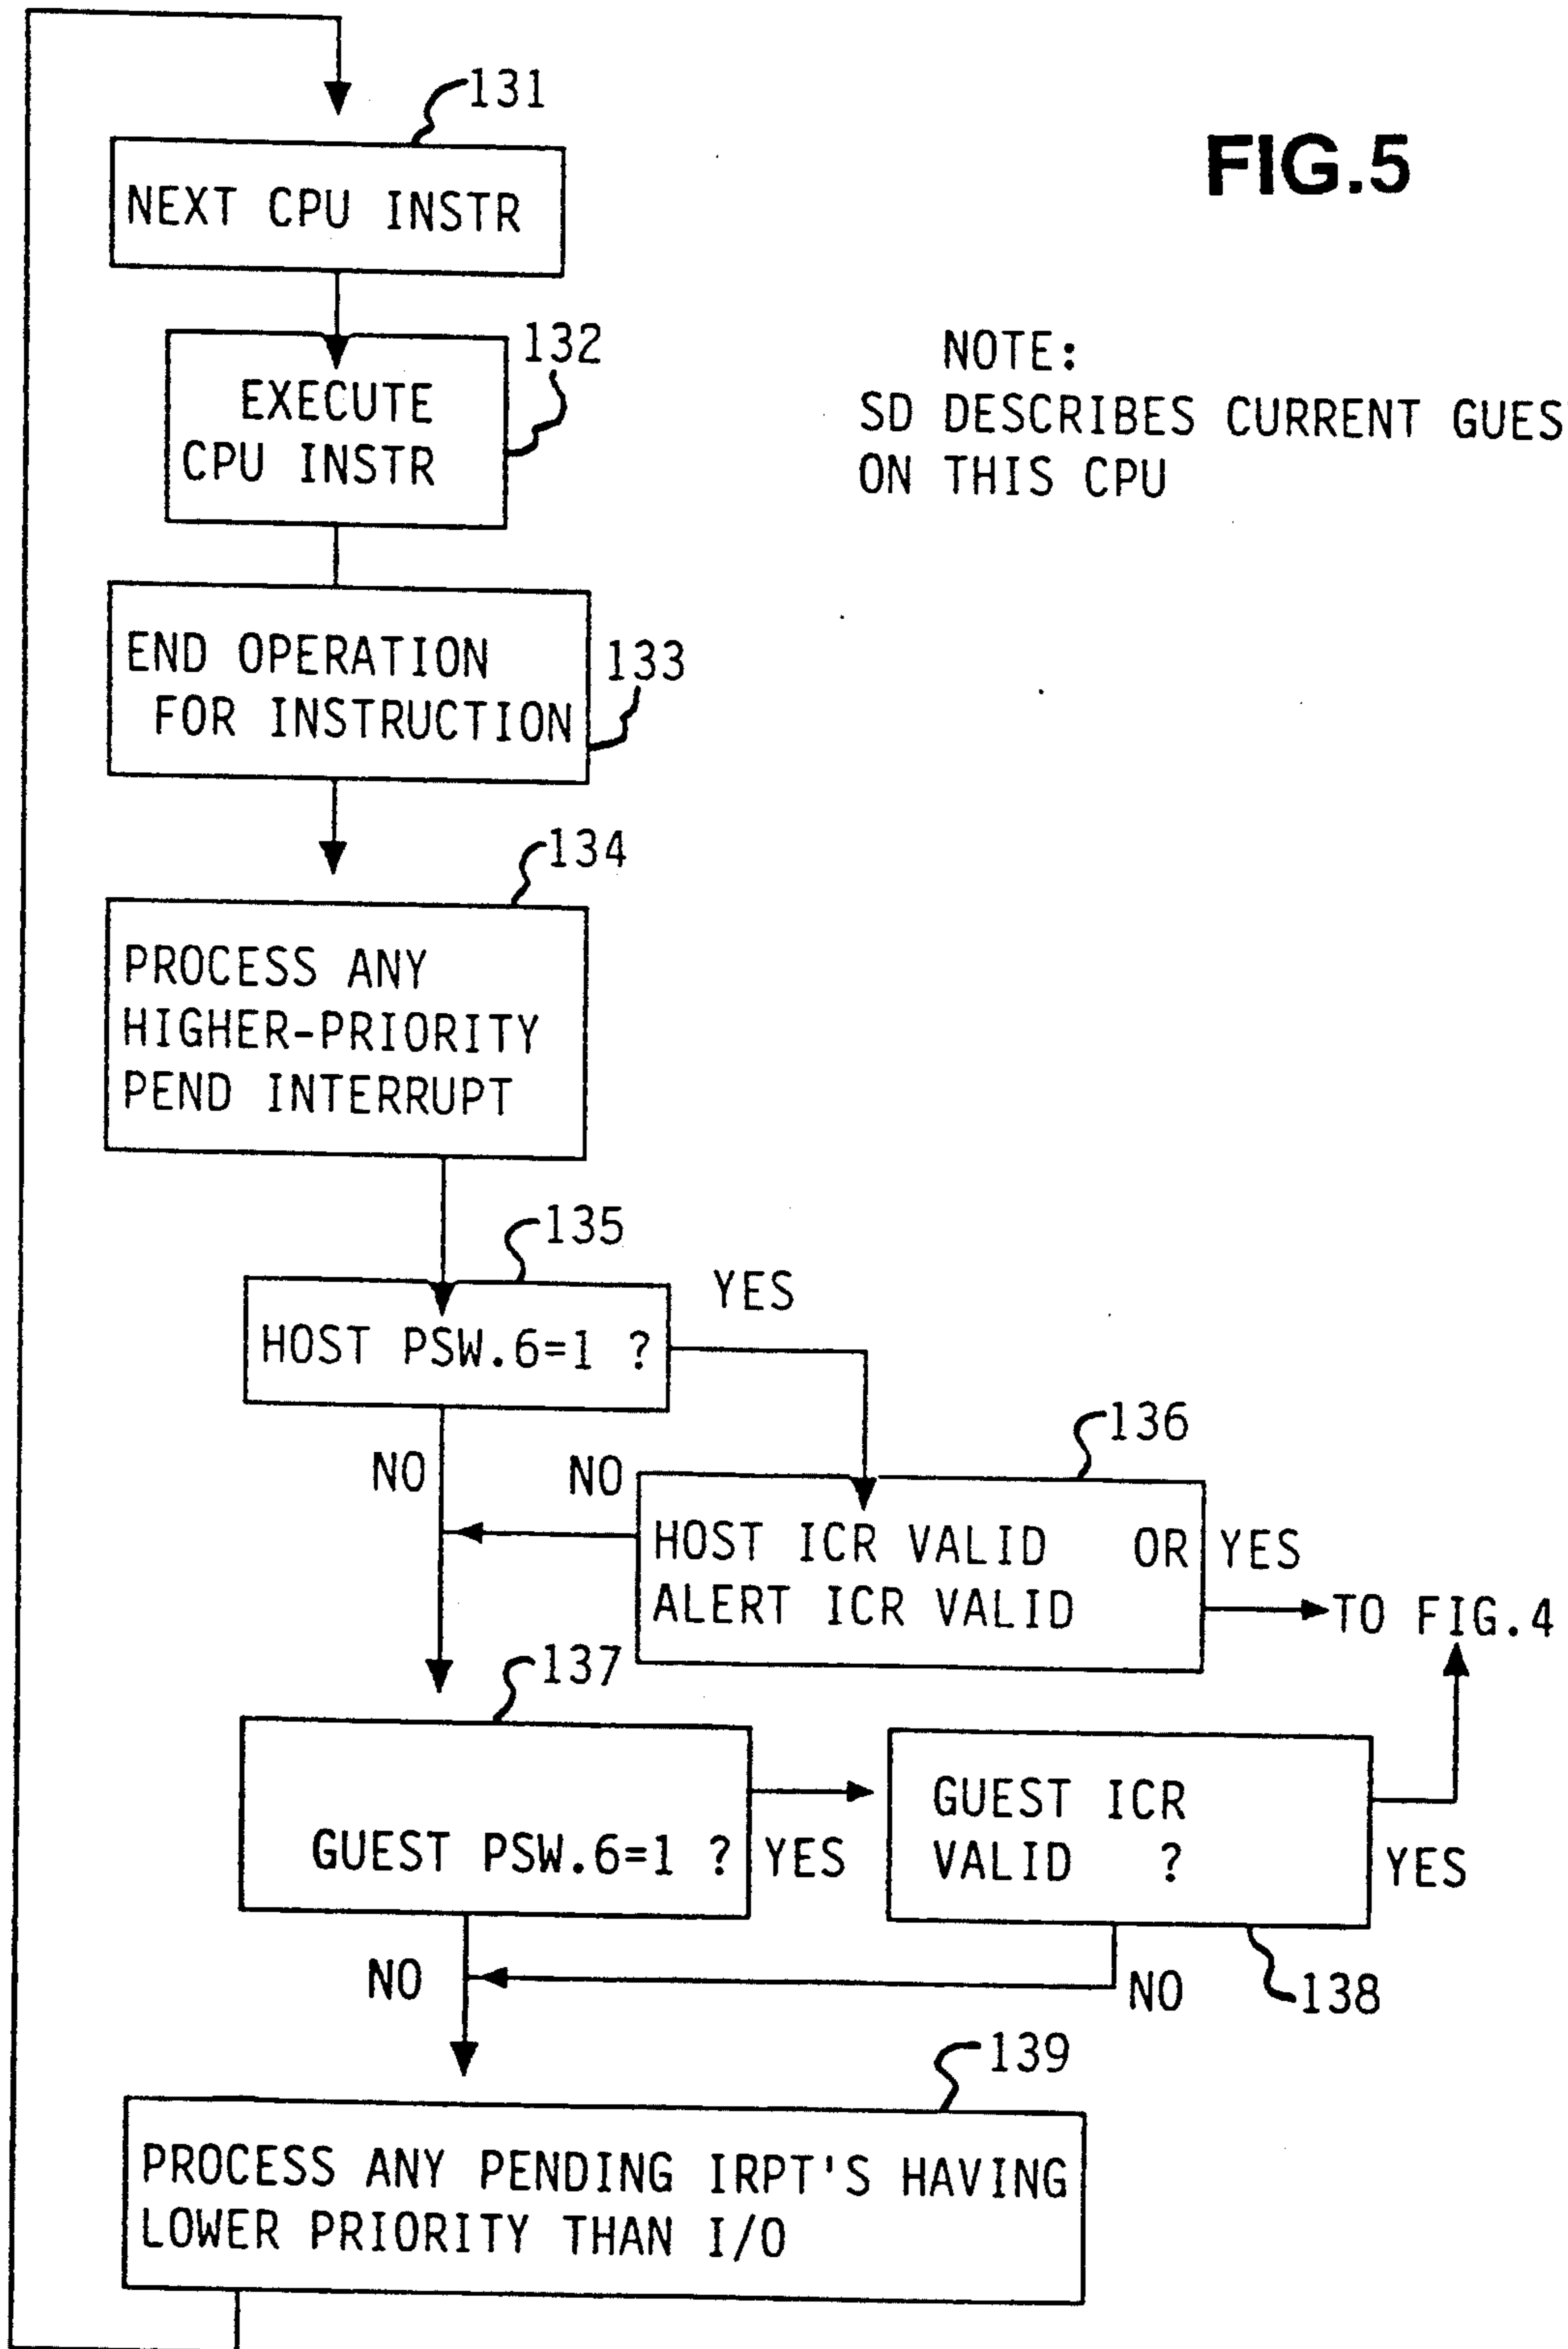 FIG.5
131
NEXT CPU INSTR
132
EXECUTE
CPU INSTR
NOTE:
SD DESCRIBES CURRENT GUES
ON THIS CPU
END OPERATION
FOR INSTRUCTION
133
134
PROCESS ANY
HIGHER-PRIORITY
PEND INTERRUPT
135
HOST PSW.6=1 ?
YES
NO
NO
136
HOST ICR VALID OR
ALERT ICR VALID
YES
TO FIG.4
137
GUEST PSW.6=1 ?
YES
GUEST ICR
VALID ?
YES
NO
NO
138
139
PROCESS ANY PENDING IRPT'S HAVING
LOWER PRIORITY THAN I/O